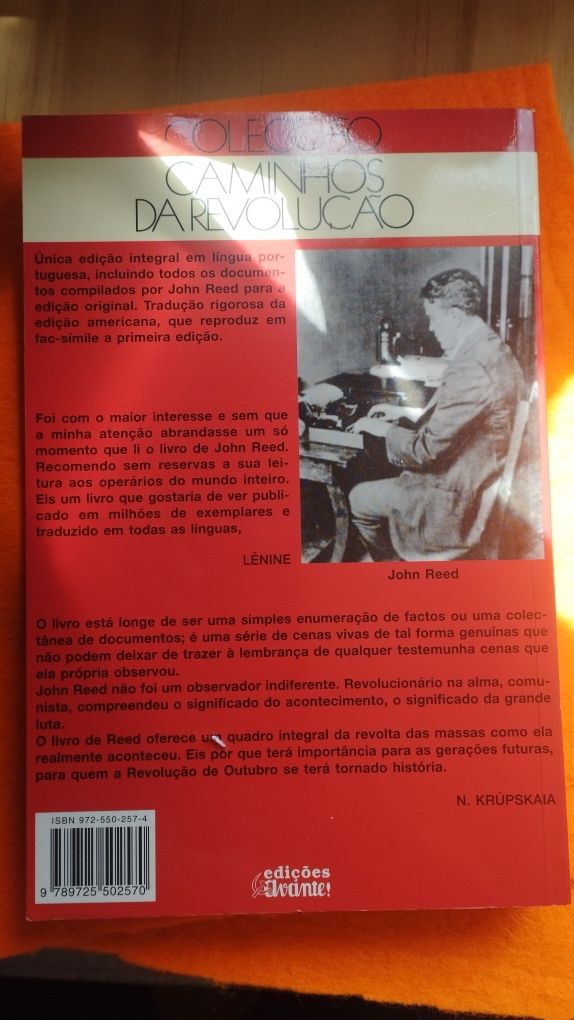 COLECÇÃO
CAMINHOS
DA REVOLUÇÃO
Única edição integral em língua por-
tuguesa, incluindo todos os documen-
tos compilados por John Reed para a
edição original. Tradução rigorosa da
edição americana, que reproduz em
fac-símile a primeira edição.
Foi com o maior interesse e sem que
a minha atenção abrandasse um só
momento que li o livro de John Reed.
Recomendo sem reservas a sua lei-
tura aos operários do mundo inteiro.
Eis um livro que gostaria de ver publi-
cado em milhões de exemplares e
traduzido em todas as línguas,
LÉNINE
John Reed
O livro está longe de ser uma simples enumeração de factos ou uma colec-
tânea de documentos; é uma série de cenas vivas de tal forma genuínas que
não podem deixar de trazer à lembrança de qualquer testemunha cenas que
ela própria observou.
John Reed não foi um observador indiferente. Revolucionário na alma, comu-
nista, compreendeu o significado do acontecimento, o significado da grande
luta.
O livro de Reed oferece um quadro integral da revolta das massas como ela
realmente aconteceu. Eis por que terá importância para as gerações futuras,
para quem a Revolução de Outubro se terá tornado história.
N. KRÚPSKAIA
ISBN 972-550-257-4
9 789725 502570
edições
Avante!